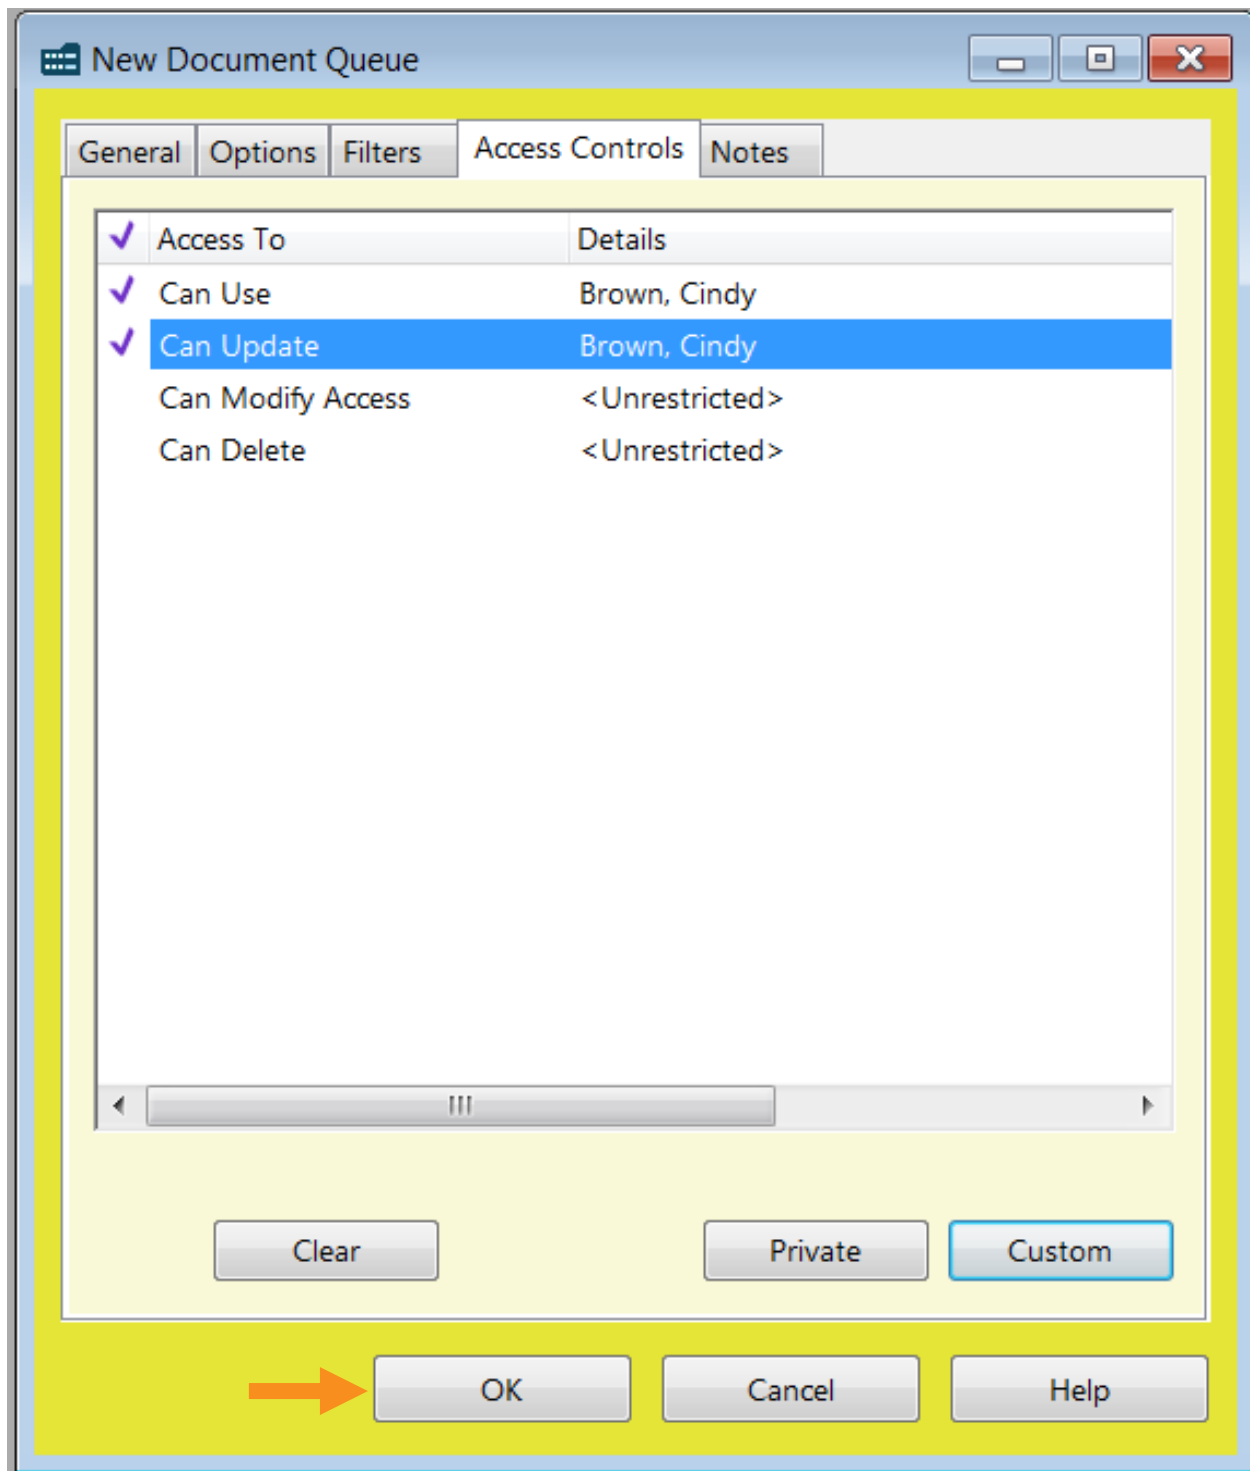 New Document Queue
General Options Filters Access Controls Notes
Access To Details
Can Use Brown, Cindy
Can Update Brown, Cindy
Can Modify Access <Unrestricted>
Can Delete <Unrestricted>
Clear Private Custom
OK Cancel Help